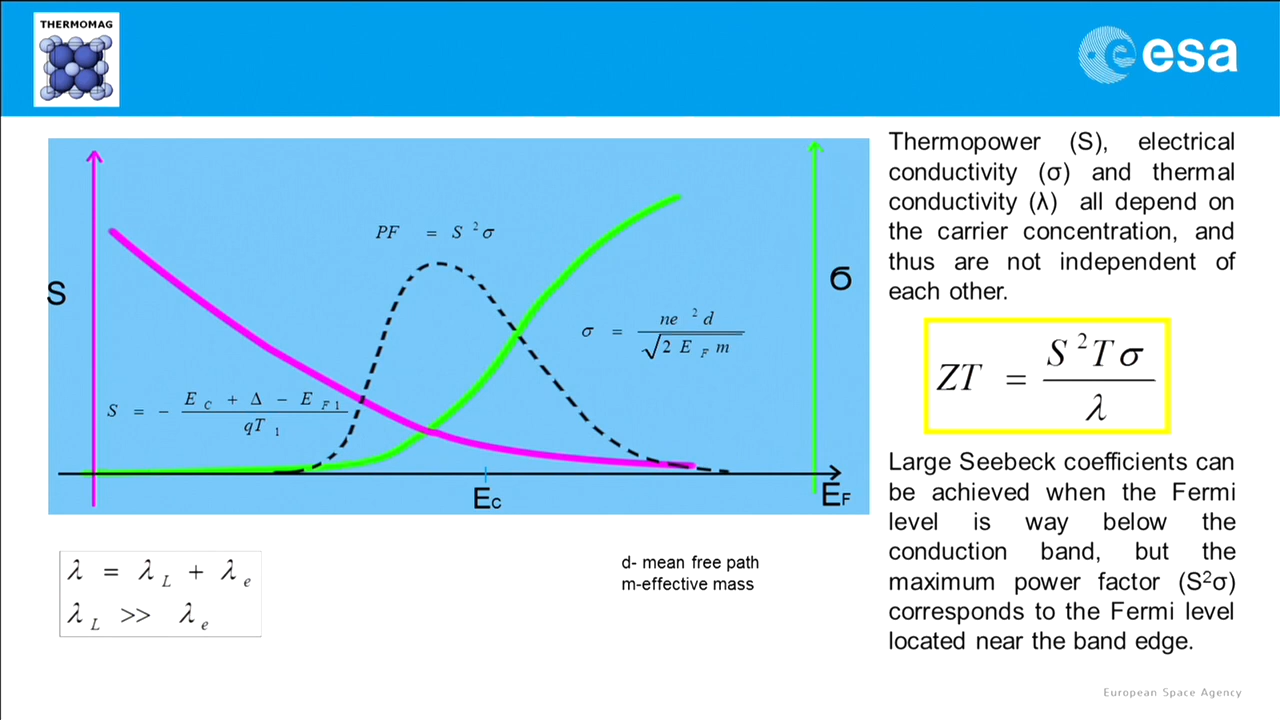 THERMOMAG
esa
Thermopower (S), electrical
conductivity (σ) and thermal
conductivity (λ) all depend on
the carrier concentration, and
thus are not independent of
each other.
ZT = S²Tσ / λ
Large Seebeck coefficients can
be achieved when the Fermi
level is way below the
conduction band, but the
maximum power factor (S²σ)
corresponds to the Fermi level
located near the band edge.
S
PF = S²σ
σ
σ = ne²d / √2E_Fm
S = - E_C + Δ - E_F1 / qT_1
E_C
E_F
λ = λ_L + λ_e
λ_L >> λ_e
d- mean free path
m-effective mass
European Space Agency